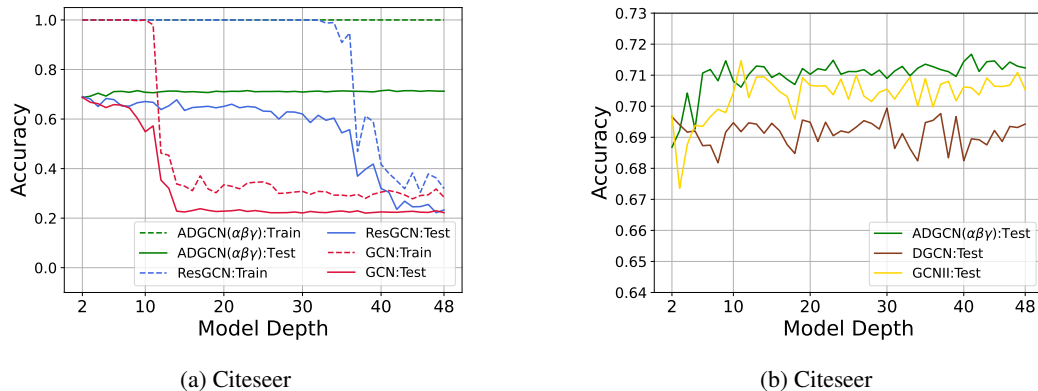 1.0
0.8
0.6
0.4
0.2
0.0
Accuracy
ADGCN(αβγ):Train
ADGCN(αβγ):Test
ResGCN:Train
ResGCN:Test
GCN:Train
GCN:Test
2 10 20 30 40 48
Model Depth
(a) Citeseer
0.73
0.72
0.71
0.70
0.69
0.68
0.67
0.66
0.65
0.64
Accuracy
ADGCN(αβγ):Test
DGCN:Test
GCNII:Test
2 10 20 30 40 48
Model Depth
(b) Citeseer